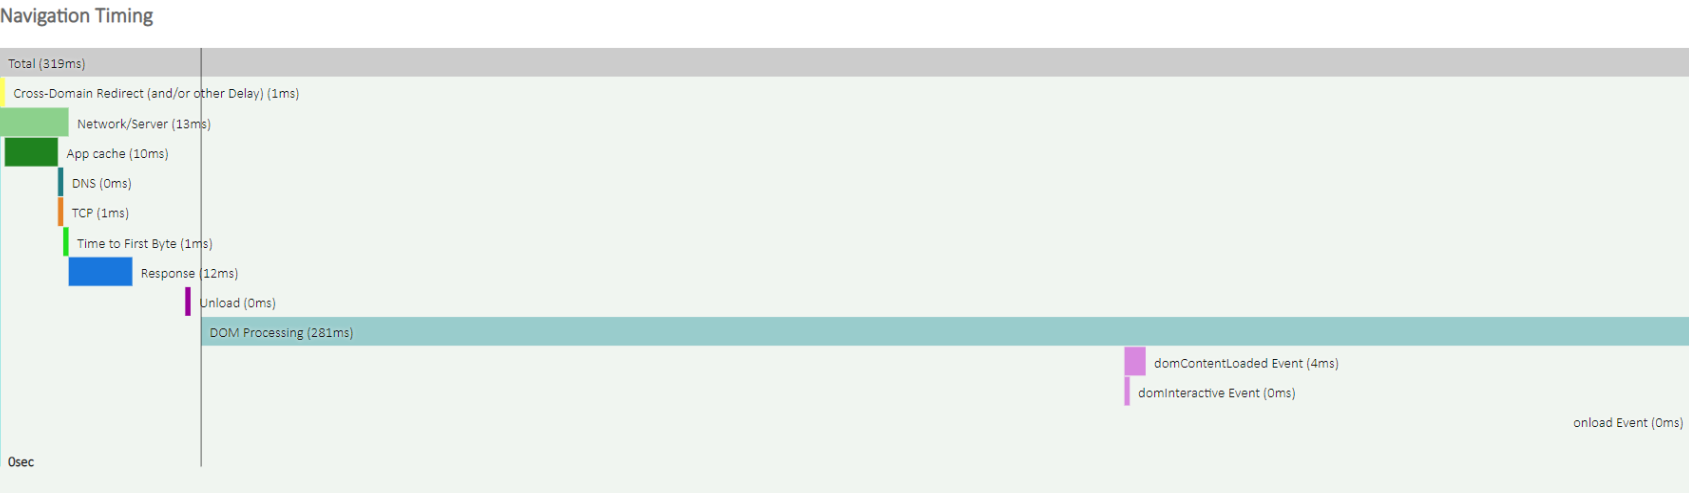 Navigation Timing
Total (319ms)
Cross-Domain Redirect (and/or other Delay) (1ms)
Network/Server (13ms)
App cache (10ms)
DNS (0ms)
TCP (1ms)
Time to First Byte (1ms)
Response (12ms)
Unload (0ms)
DOM Processing (281ms)
domContentLoaded Event (4ms)
domInteractive Event (0ms)
onload Event (0ms)
0sec